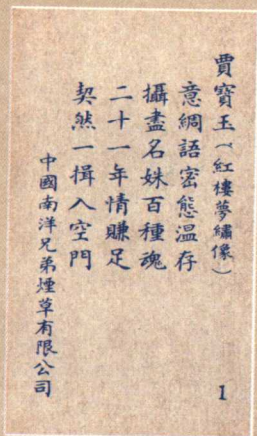 賈寶玉(紅樓夢繡像)
意綢語密態溫存
攝盡名姝百種魂
二十一年情賺足
契然一揖入空門
中國南洋兄弟煙草有限公司
1